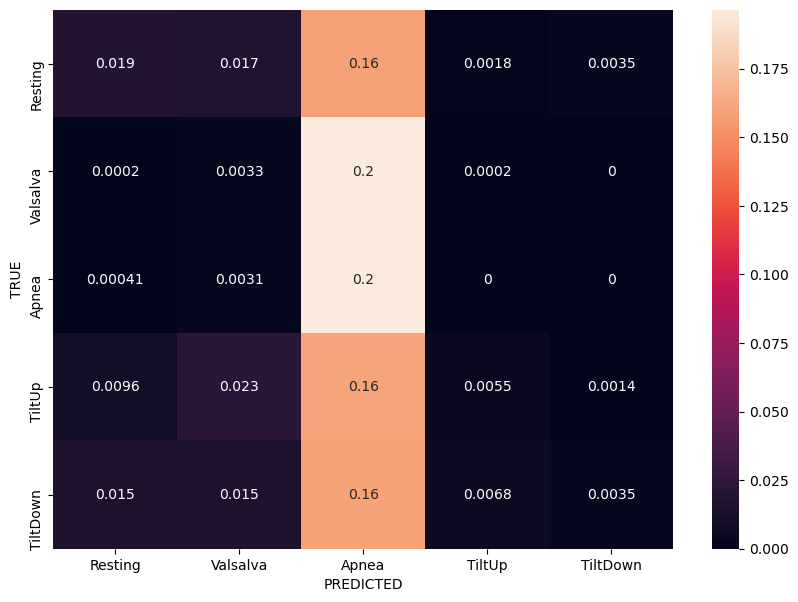 TRUE
Resting 0.019 0.017 0.16 0.0018 0.0035
Valsalva 0.0002 0.0033 0.2 0.0002 0
Apnea 0.00041 0.0031 0.2 0 0
TiltUp 0.0096 0.023 0.16 0.0055 0.0014
TiltDown 0.015 0.015 0.16 0.0068 0.0035
Resting Valsalva Apnea TiltUp TiltDown
PREDICTED
0.175
0.150
0.125
0.100
0.075
0.050
0.025
0.000